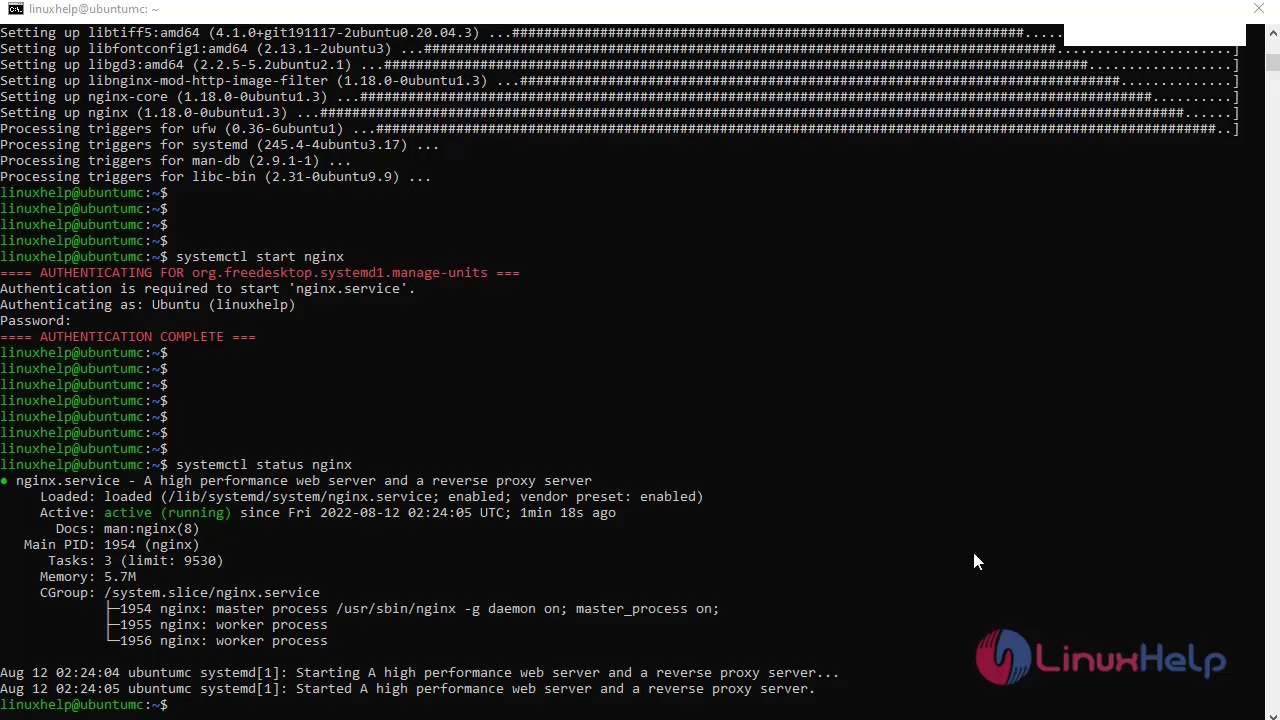 linuxhelp@ubuntumc: ~
Setting up libtiff5:amd64 (4.1.0+git191117-2ubuntu0.20.04.3) ...################################################################.....
Setting up libfontconfig1:amd64 (2.13.1-2ubuntu3) ...###############################################################################......................]
Setting up libgd3:amd64 (2.2.5-5.2ubuntu2.1) ...########################################################################################..................]
Setting up libnginx-mod-http-image-filter (1.18.0-0ubuntu1.3) ...###########################################################################..............]
Setting up nginx-core (1.18.0-0ubuntu1.3) ...###################################################################################################..........]
Setting up nginx (1.18.0-0ubuntu1.3) ...############################################################################################################......]
Processing triggers for ufw (0.36-6ubuntu1) ...#########################################################################################################..]
Processing triggers for systemd (245.4-4ubuntu3.17) ...
Processing triggers for man-db (2.9.1-1) ...
Processing triggers for libc-bin (2.31-0ubuntu9.9) ...
linuxhelp@ubuntumc:~$
linuxhelp@ubuntumc:~$
linuxhelp@ubuntumc:~$
linuxhelp@ubuntumc:~$
linuxhelp@ubuntumc:~$ systemctl start nginx
==== AUTHENTICATING FOR org.freedesktop.systemd1.manage-units ===
Authentication is required to start 'nginx.service'.
Authenticating as: Ubuntu (linuxhelp)
Password:
==== AUTHENTICATION COMPLETE ===
linuxhelp@ubuntumc:~$
linuxhelp@ubuntumc:~$
linuxhelp@ubuntumc:~$
linuxhelp@ubuntumc:~$
linuxhelp@ubuntumc:~$
linuxhelp@ubuntumc:~$
linuxhelp@ubuntumc:~$
linuxhelp@ubuntumc:~$ systemctl status nginx
● nginx.service - A high performance web server and a reverse proxy server
Loaded: loaded (/lib/systemd/system/nginx.service; enabled; vendor preset: enabled)
Active: active (running) since Fri 2022-08-12 02:24:05 UTC; 1min 18s ago
Docs: man:nginx(8)
Main PID: 1954 (nginx)
Tasks: 3 (limit: 9530)
Memory: 5.7M
CGroup: /system.slice/nginx.service
├─1954 nginx: master process /usr/sbin/nginx -g daemon on; master_process on;
├─1955 nginx: worker process
└─1956 nginx: worker process
Aug 12 02:24:04 ubuntumc systemd[1]: Starting A high performance web server and a reverse proxy server...
Aug 12 02:24:05 ubuntumc systemd[1]: Started A high performance web server and a reverse proxy server.
linuxhelp@ubuntumc:~$
LinuxHelp